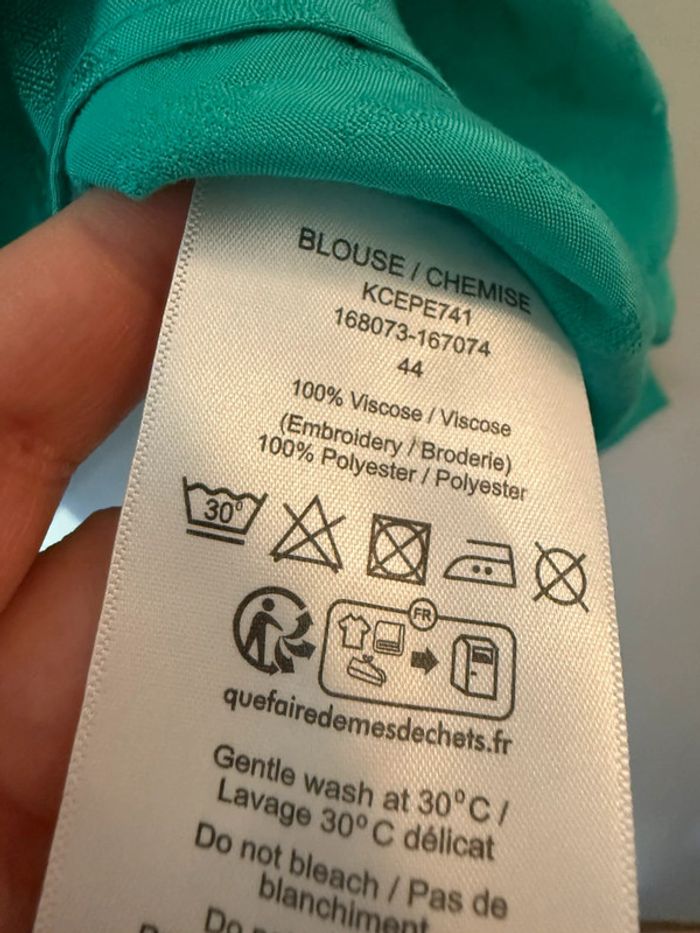 BLOUSE / CHEMISE
KCEPE741
168073-167074
44
100% Viscose / Viscose
(Embroidery / Broderie)
100% Polyester / Polyester
30°
FR
quefairedemesdechets.fr
Gentle wash at 30°C /
Lavage 30°C délicat
Do not bleach / Pas de
blanchiment
Do